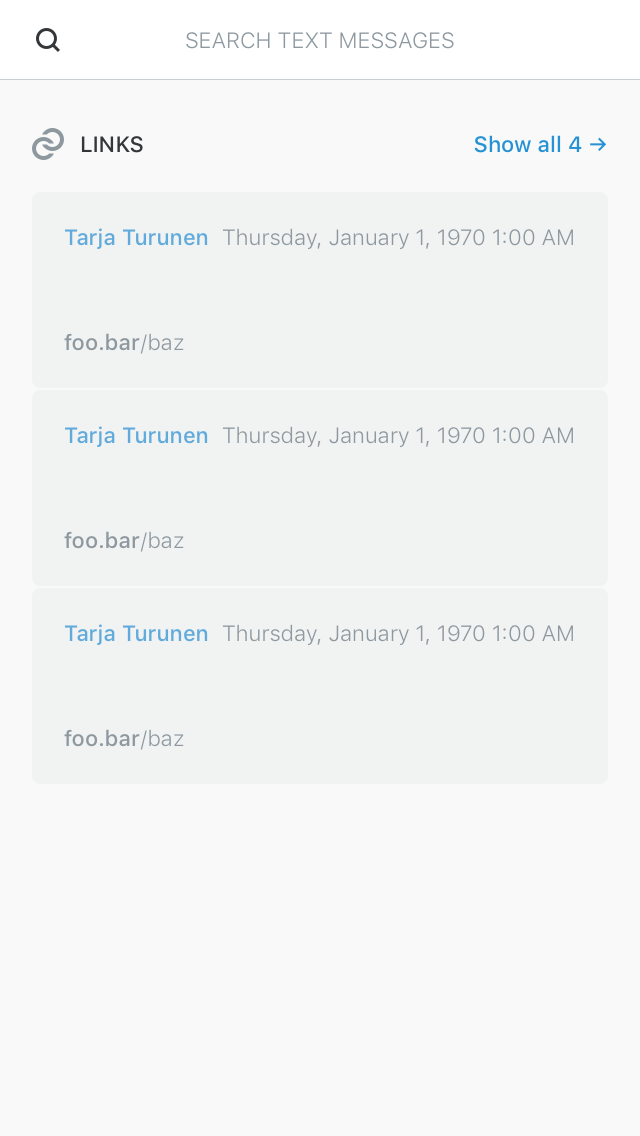 SEARCH TEXT MESSAGES
LINKS Show all 4 →
Tarja Turunen Thursday, January 1, 1970 1:00 AM
foo.bar/baz
Tarja Turunen Thursday, January 1, 1970 1:00 AM
foo.bar/baz
Tarja Turunen Thursday, January 1, 1970 1:00 AM
foo.bar/baz